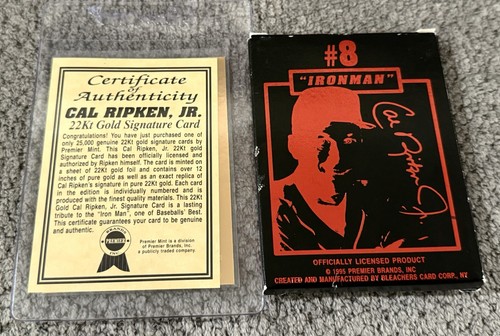 Certificate
of
Authenticity
CAL RIPKEN, JR.
22Kt Gold Signature Card
Congratulations! You have just purchased one of
only 25,000 genuine 22Kt gold signature cards by
Premier Mint. This Cal Ripken, Jr. 22Kt gold
Signature Card has been officially licensed and
authorized by Ripken himself. The card is minted on
a sheet of 22Kt gold foil and contains over 12
inches of pure gold as well as an exact replica of
Cal Ripken's signature in pure 22Kt gold. Each card
in the edition is individually numbered and is
produced with the finest quality materials. This 22Kt
Gold Cal Ripken, Jr. Signature Card is a lasting
tribute to the "Iron Man", one of Baseballs' Best.
This certificate guarantees your card to be genuine
and authentic.
PREMIER
Premier Mint is a division
of Premier Brands, Inc.
a publicly traded company.
#8
"IRONMAN"
Cal Ripken Jr.
OFFICIALLY LICENSED PRODUCT
© 1995 PREMIER BRANDS, INC
CREATED AND MANUFACTURED BY BLEACHERS CARD CORP., NY